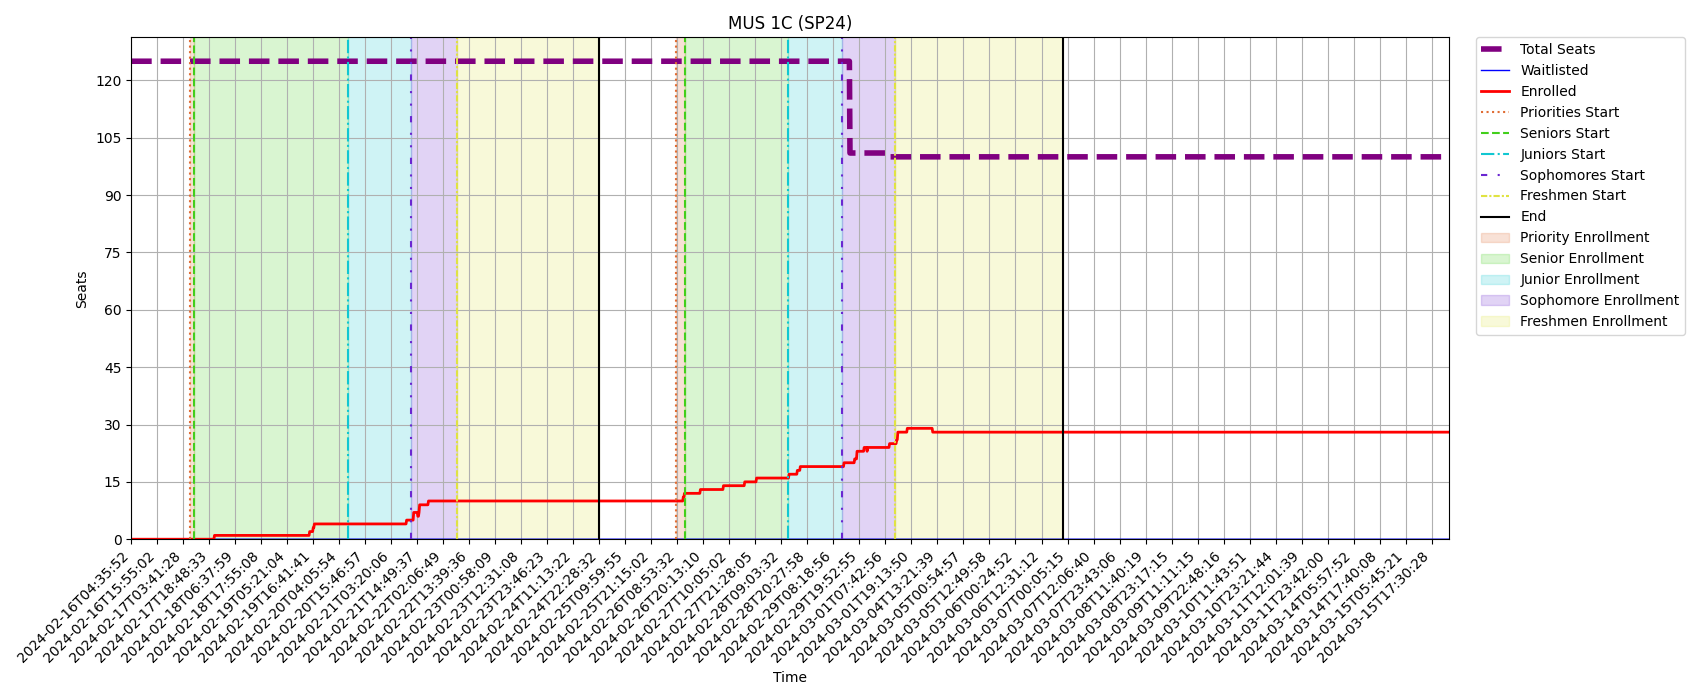 MUS 1C (SP24)
Total Seats
Waitlisted
Enrolled
Priorities Start
Seniors Start
Juniors Start
Sophomores Start
Freshmen Start
End
Priority Enrollment
Senior Enrollment
Junior Enrollment
Sophomore Enrollment
Freshmen Enrollment
Seats
120
105
90
75
60
45
30
15
0
2024-02-16T04:35:52
2024-02-16T15:55:02
2024-02-17T03:41:28
2024-02-17T18:48:33
2024-02-18T06:37:59
2024-02-18T17:55:08
2024-02-19T05:21:04
2024-02-19T16:41:41
2024-02-20T04:05:54
2024-02-20T15:46:57
2024-02-21T03:20:06
2024-02-21T14:49:37
2024-02-22T02:06:49
2024-02-22T13:39:36
2024-02-23T00:58:09
2024-02-23T12:31:08
2024-02-23T23:46:23
2024-02-24T11:13:22
2024-02-24T22:28:32
2024-02-25T09:59:55
2024-02-25T21:15:02
2024-02-26T08:53:32
2024-02-26T20:13:10
2024-02-27T10:05:02
2024-02-27T21:28:05
2024-02-28T09:03:32
2024-02-28T20:27:58
2024-02-29T08:18:56
2024-02-29T19:52:55
2024-03-01T07:42:56
2024-03-01T19:13:50
2024-03-04T13:21:39
2024-03-05T00:54:57
2024-03-05T12:49:58
2024-03-06T00:24:52
2024-03-06T12:31:12
2024-03-07T00:05:15
2024-03-07T12:06:40
2024-03-07T23:43:06
2024-03-08T11:40:19
2024-03-08T23:17:15
2024-03-09T11:11:15
2024-03-09T22:48:16
2024-03-10T11:43:51
2024-03-10T23:21:44
2024-03-11T12:01:39
2024-03-11T23:42:00
2024-03-14T05:57:52
2024-03-14T17:40:08
2024-03-15T05:45:21
2024-03-15T17:30:28
Time